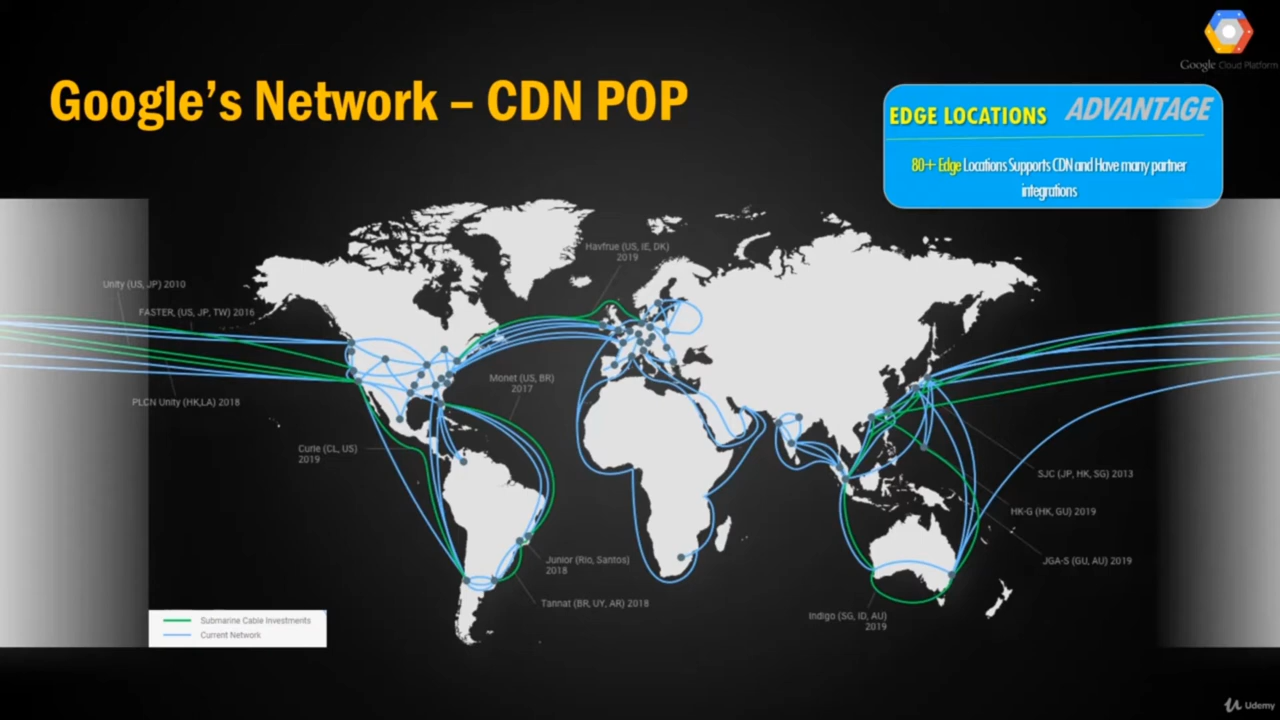 Google Cloud Platform
Google's Network – CDN POP
EDGE LOCATIONS ADVANTAGE
80+ Edge Locations Supports CDN and Have many partner
integrations
Havfrue (US, IE, DK)
2019
Unity (US, JP) 2010
FASTER, (US, JP, TW) 2016
Monet (US, BR)
2017
PLCN Unity (HK,LA) 2018
Curie (CL, US)
2019
SJC (JP, HK, SG) 2013
HK-G (HK, GU) 2019
JGA-S (GU, AU) 2019
Junior (Rio, Santos)
2018
Tannat (BR, UY, AR) 2018
Indigo (SG, ID, AU)
2019
Submarine Cable Investments
Current Network
Udemy